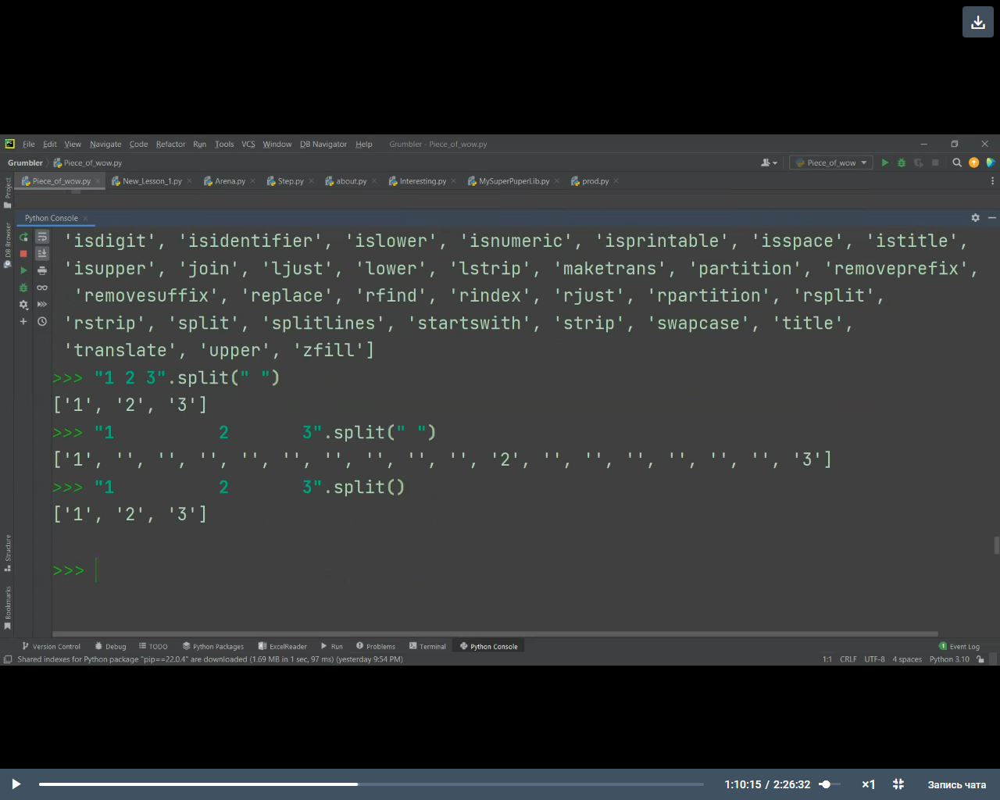 File Edit View Navigate Code Refactor Run Tools VCS Window DB Navigator Help Grumbler - Piece_of_wow.py
Grumbler Piece_of_wow.py Piece_of_wow
Piece_of_wow.py New_Lesson_1.py Arena.py Step.py about.py Interesting.py MySuperPuperLib.py prod.py
Project
DB Browser
Structure
Bookmarks
Python Console
'isdigit', 'isidentifier', 'islower', 'isnumeric', 'isprintable', 'isspace', 'istitle',
'isupper', 'join', 'ljust', 'lower', 'lstrip', 'maketrans', 'partition', 'removeprefix',
'removesuffix', 'replace', 'rfind', 'rindex', 'rjust', 'rpartition', 'rsplit',
'rstrip', 'split', 'splitlines', 'startswith', 'strip', 'swapcase', 'title',
'translate', 'upper', 'zfill']
>>> "1 2 3".split(" ")
['1', '2', '3']
>>> "1          2       3".split(" ")
['1', '', '', '', '', '', '', '', '', '', '2', '', '', '', '', '', '', '3']
>>> "1          2       3".split()
['1', '2', '3']
>>>
Version Control Debug TODO Python Packages ExcelReader Run Problems Terminal Python Console 1 Event Log
Shared indexes for Python package "pip==22.0.4" are downloaded (1.69 MB in 1 sec, 97 ms) (yesterday 9:54 PM) 1:1 CRLF UTF-8 4 spaces Python 3.10
1:10:15 / 2:26:32 ×1 Запись чата